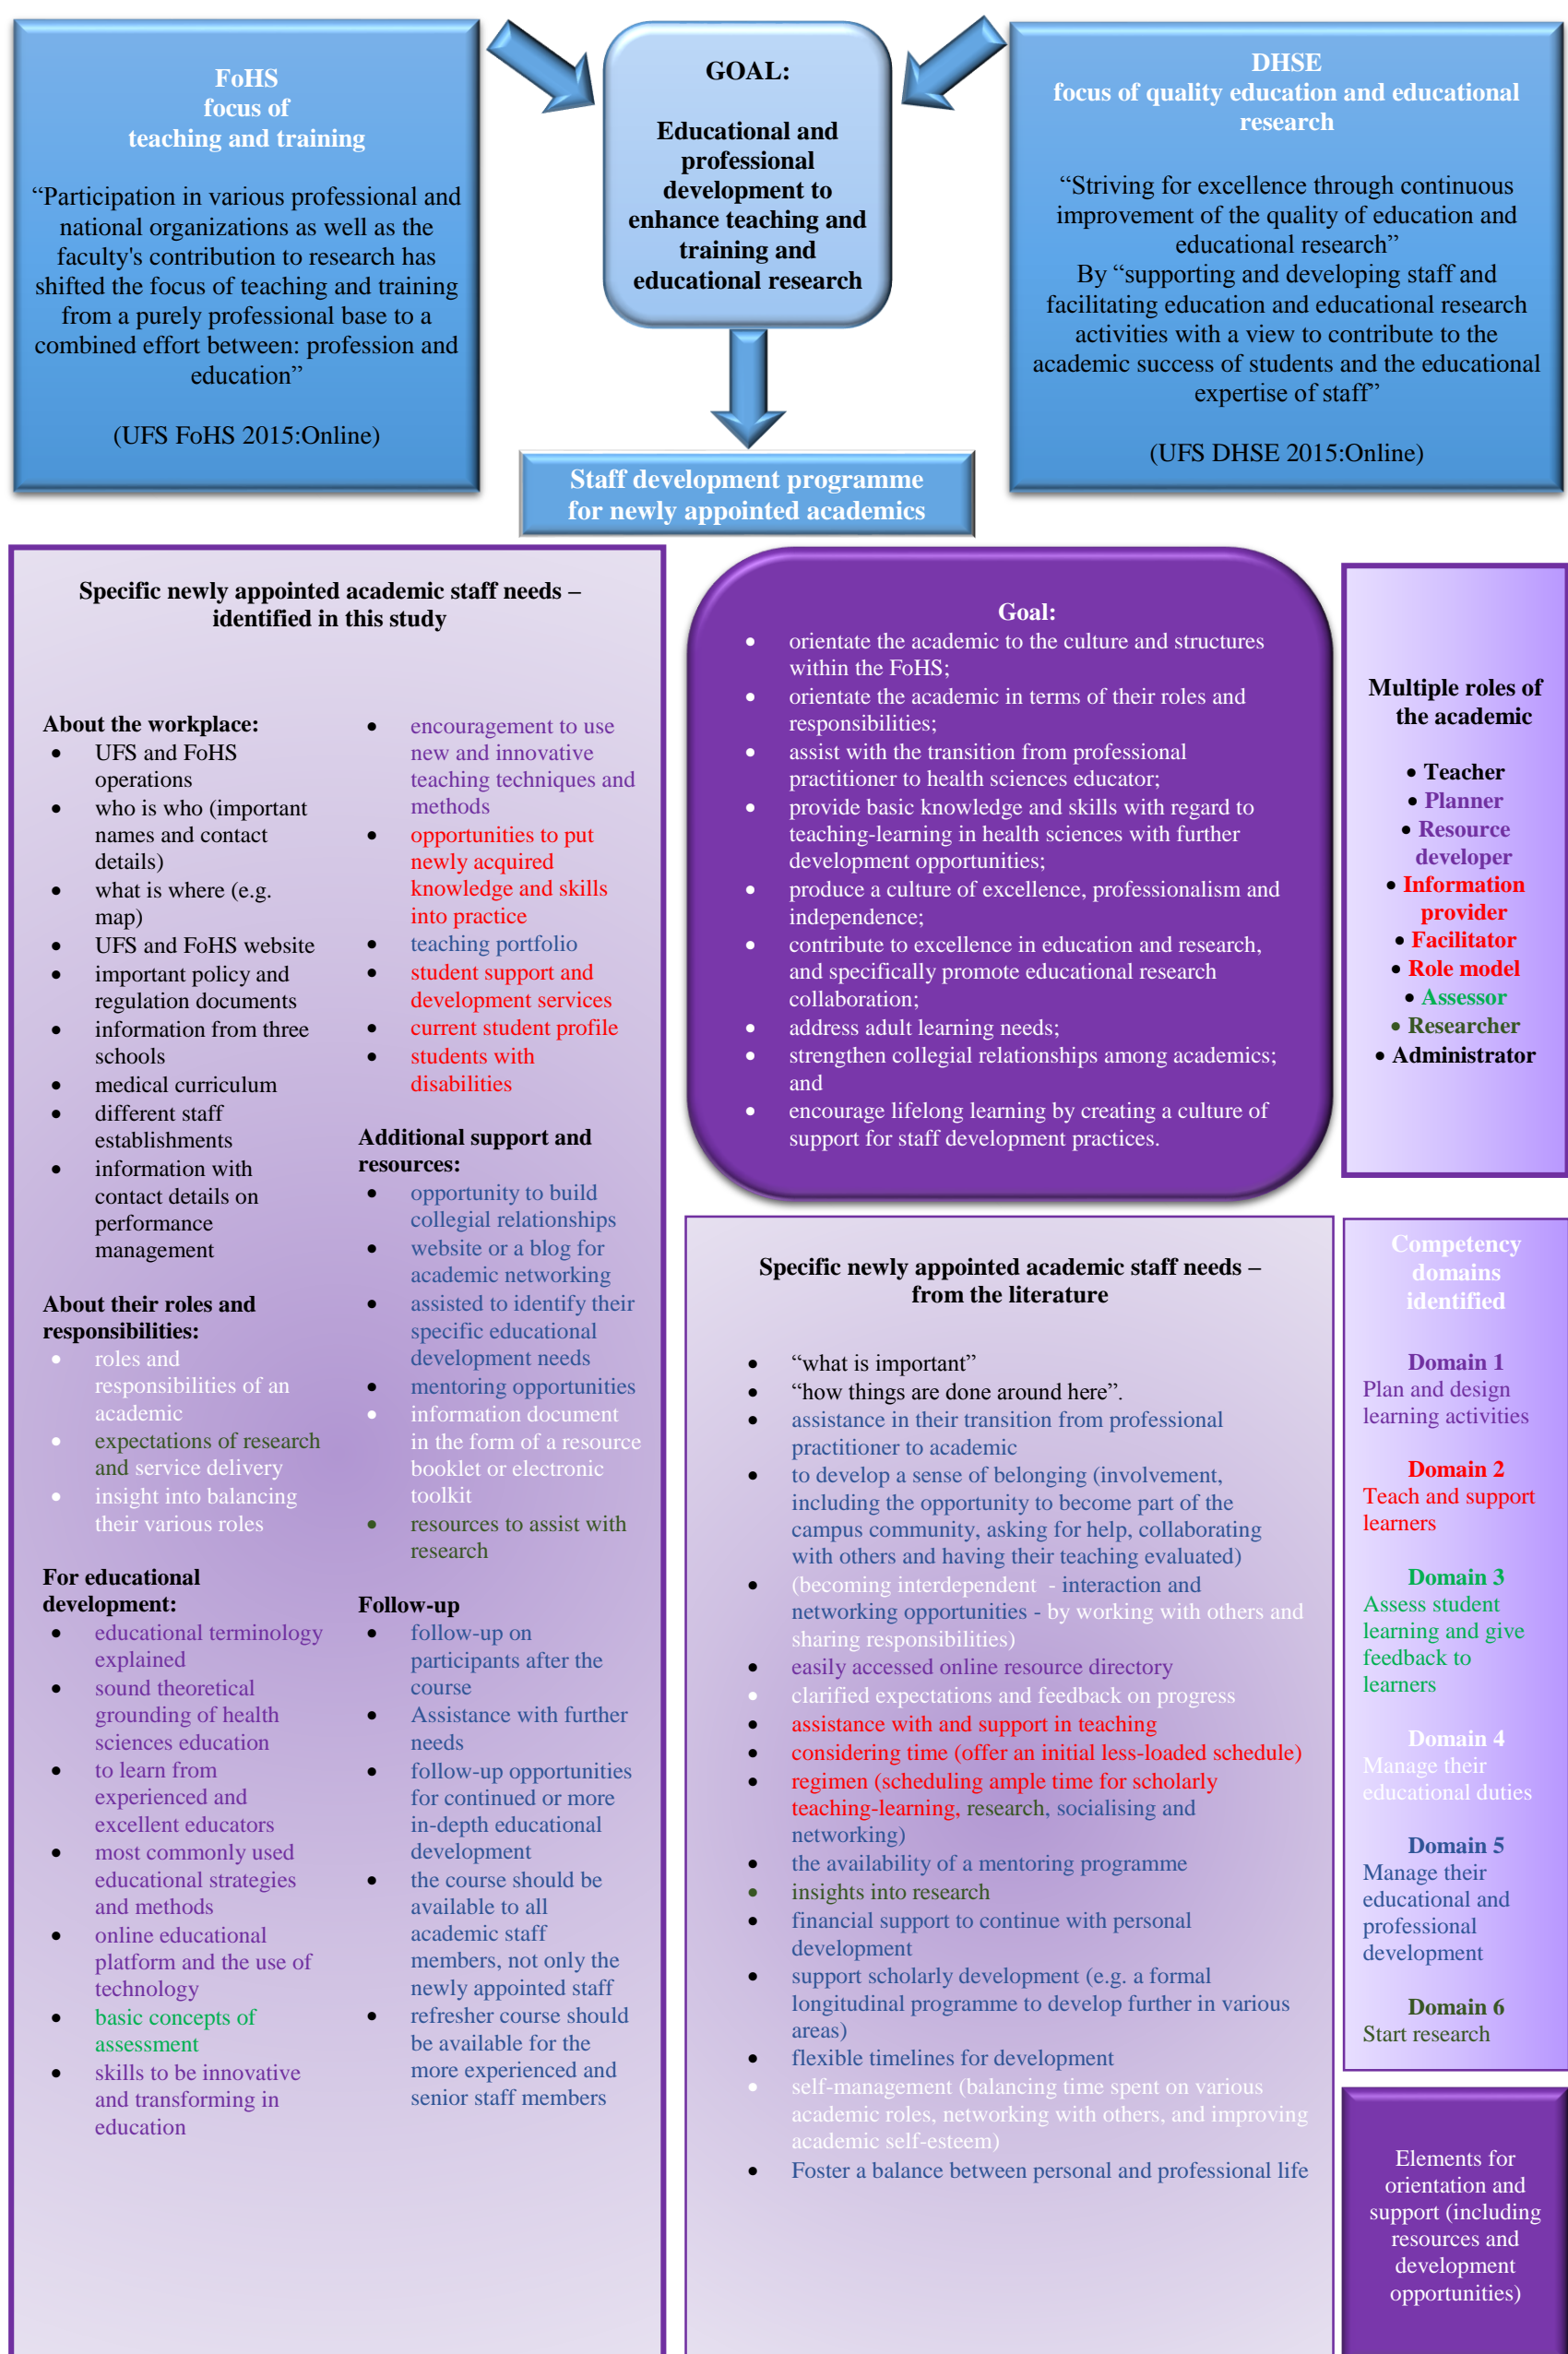 FoHS
focus of
teaching and training
“Participation in various professional and
national organizations as well as the
faculty's contribution to research has
shifted the focus of teaching and training
from a purely professional base to a
combined effort between: profession and
education”
(UFS FoHS 2015:Online)
GOAL:
Educational and
professional
development to
enhance teaching and
training and
educational research
DHSE
focus of quality education and educational
research
“Striving for excellence through continuous
improvement of the quality of education and
educational research”
By “supporting and developing staff and
facilitating education and educational research
activities with a view to contribute to the
academic success of students and the educational
expertise of staff”
(UFS DHSE 2015:Online)
Staff development programme
for newly appointed academics
Specific newly appointed academic staff needs –
identified in this study
About the workplace:
• UFS and FoHS
operations
• who is who (important
names and contact
details)
• what is where (e.g.
map)
• UFS and FoHS website
• important policy and
regulation documents
• information from three
schools
• medical curriculum
• different staff
establishments
• information with
contact details on
performance
management
About their roles and
responsibilities:
• roles and
responsibilities of an
academic
• expectations of research
and service delivery
• insight into balancing
their various roles
For educational
development:
• educational terminology
explained
• sound theoretical
grounding of health
sciences education
• to learn from
experienced and
excellent educators
• most commonly used
educational strategies
and methods
• online educational
platform and the use of
technology
• basic concepts of
assessment
• skills to be innovative
and transforming in
education
• encouragement to use
new and innovative
teaching techniques and
methods
• opportunities to put
newly acquired
knowledge and skills
into practice
• teaching portfolio
• student support and
development services
• current student profile
• students with
disabilities
Additional support and
resources:
• opportunity to build
collegial relationships
• website or a blog for
academic networking
• assisted to identify their
specific educational
development needs
• mentoring opportunities
• information document
in the form of a resource
booklet or electronic
toolkit
• resources to assist with
research
Follow-up
• follow-up on
participants after the
course
• Assistance with further
needs
• follow-up opportunities
for continued or more
in-depth educational
development
• the course should be
available to all
academic staff
members, not only the
newly appointed staff
• refresher course should
be available for the
more experienced and
senior staff members
Goal:
• orientate the academic to the culture and structures
within the FoHS;
• orientate the academic in terms of their roles and
responsibilities;
• assist with the transition from professional
practitioner to health sciences educator;
• provide basic knowledge and skills with regard to
teaching-learning in health sciences with further
development opportunities;
• produce a culture of excellence, professionalism and
independence;
• contribute to excellence in education and research,
and specifically promote educational research
collaboration;
• address adult learning needs;
• strengthen collegial relationships among academics;
and
• encourage lifelong learning by creating a culture of
support for staff development practices.
Multiple roles of
the academic
• Teacher
• Planner
• Resource
developer
• Information
provider
• Facilitator
• Role model
• Assessor
• Researcher
• Administrator
Specific newly appointed academic staff needs –
from the literature
• “what is important”
• “how things are done around here”.
• assistance in their transition from professional
practitioner to academic
• to develop a sense of belonging (involvement,
including the opportunity to become part of the
campus community, asking for help, collaborating
with others and having their teaching evaluated)
• (becoming interdependent - interaction and
networking opportunities - by working with others and
sharing responsibilities)
• easily accessed online resource directory
• clarified expectations and feedback on progress
• assistance with and support in teaching
• considering time (offer an initial less-loaded schedule)
• regimen (scheduling ample time for scholarly
teaching-learning, research, socialising and
networking)
• the availability of a mentoring programme
• insights into research
• financial support to continue with personal
development
• support scholarly development (e.g. a formal
longitudinal programme to develop further in various
areas)
• flexible timelines for development
• self-management (balancing time spent on various
academic roles, networking with others, and improving
academic self-esteem)
• Foster a balance between personal and professional life
Competency
domains
identified
Domain 1
Plan and design
learning activities
Domain 2
Teach and support
learners
Domain 3
Assess student
learning and give
feedback to
learners
Domain 4
Manage their
educational duties
Domain 5
Manage their
educational and
professional
development
Domain 6
Start research
Elements for
orientation and
support (including
resources and
development
opportunities)